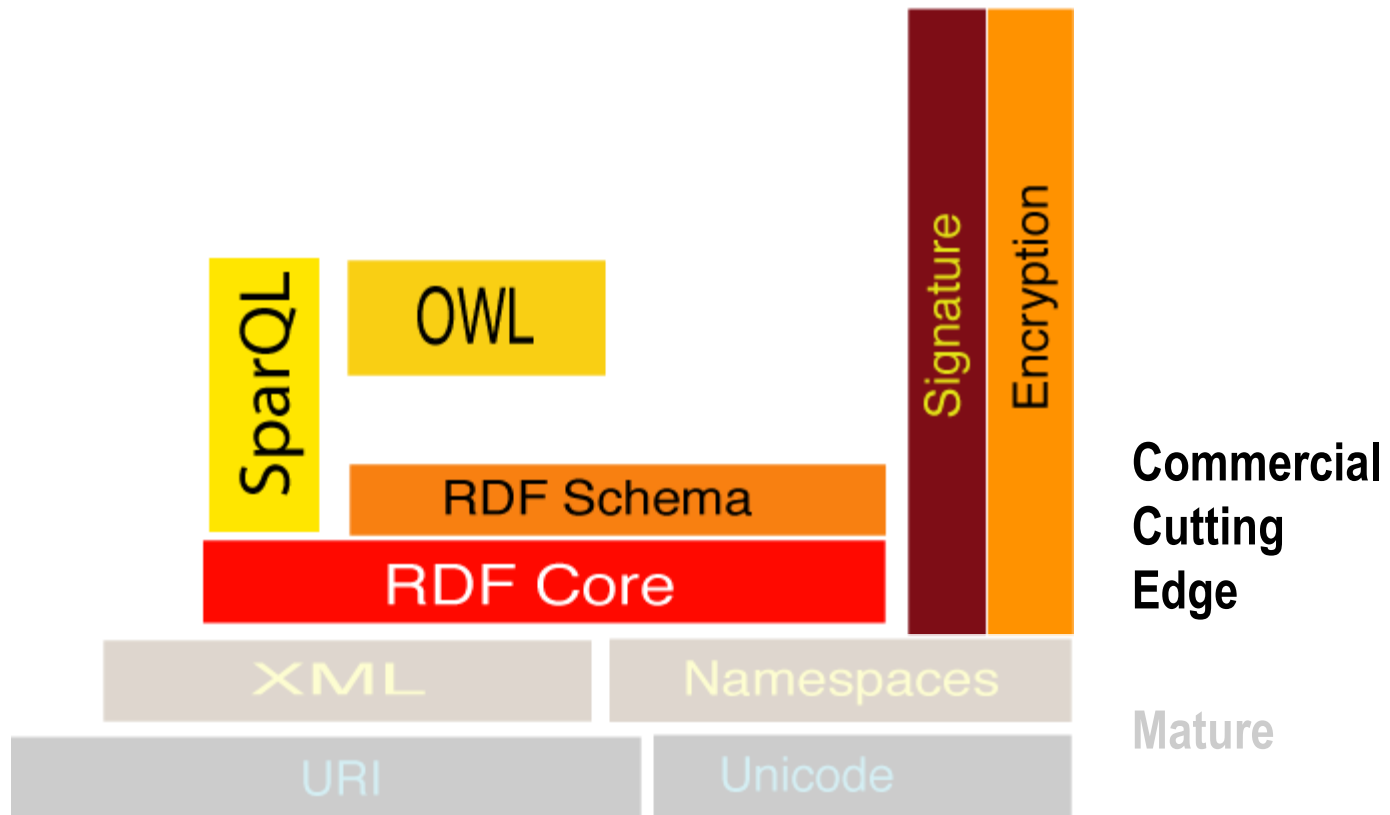 SparQL
OWL
Signature
Encryption
RDF Schema
RDF Core
Commercial
Cutting
Edge
XML
Namespaces
Mature
URI
Unicode